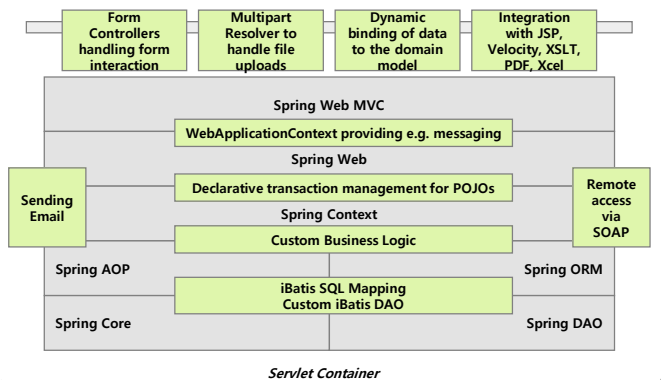 Form
Controllers
handling form
interaction
Multipart
Resolver to
handle file
uploads
Dynamic
binding of data
to the domain
model
Integration
with JSP,
Velocity, XSLT,
PDF, Xcel
Spring Web MVC
WebApplicationContext providing e.g. messaging
Spring Web
Sending
Email
Declarative transaction management for POJOs
Remote
access
via
SOAP
Spring Context
Custom Business Logic
Spring AOP
Spring ORM
iBatis SQL Mapping
Custom iBatis DAO
Spring Core
Spring DAO
Servlet Container